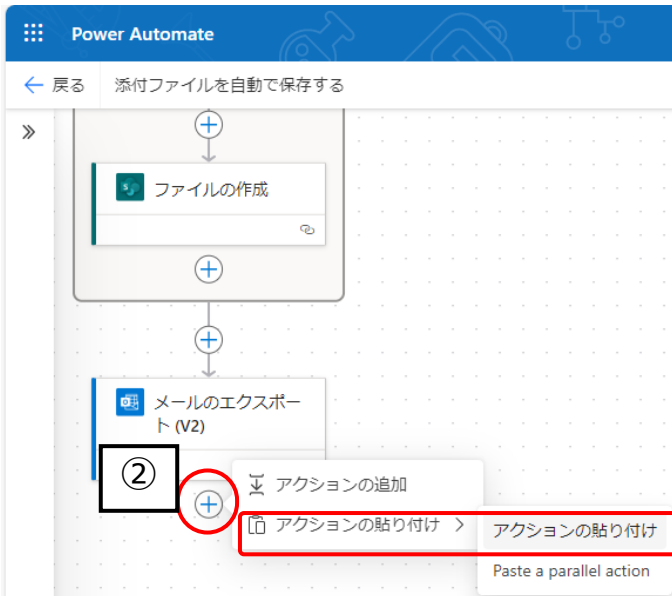 Power Automate
戻る 添付ファイルを自動で保存する
ファイルの作成
メールのエクスポー
ト (V2)
②
アクションの追加
アクションの貼り付け
アクションの貼り付け
Paste a parallel action